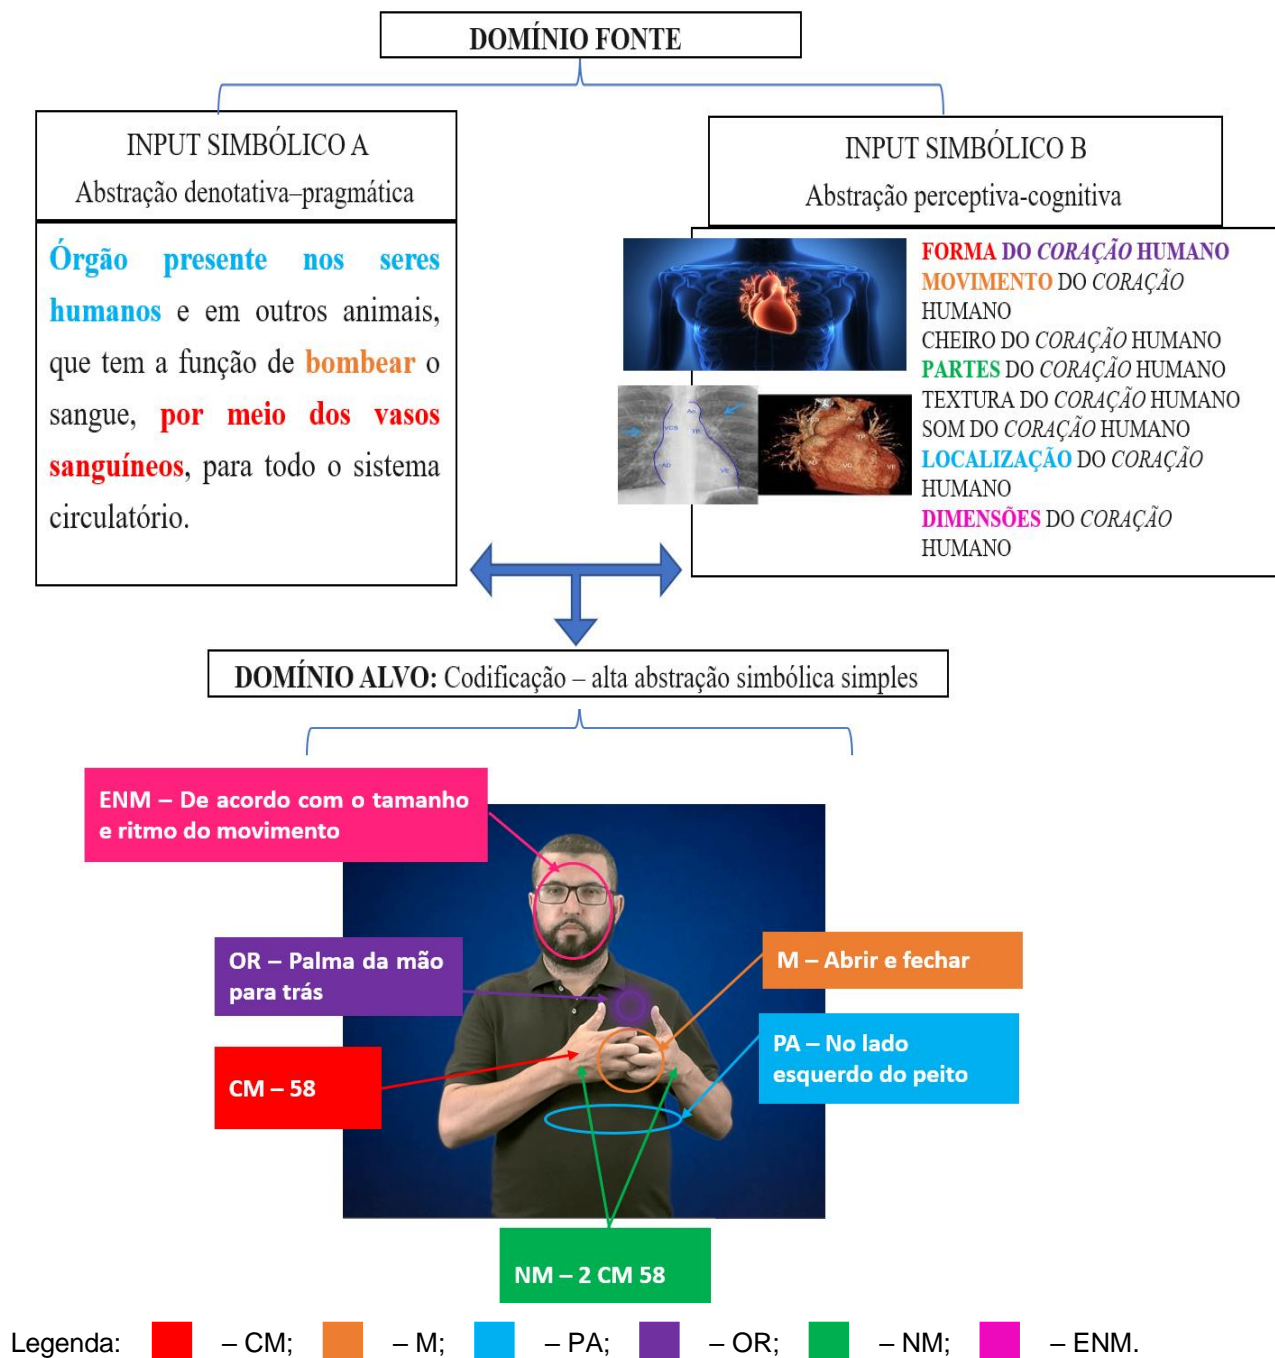 DOMÍNIO FONTE
INPUT SIMBÓLICO A
Abstração denotativa–pragmática
Órgão presente nos seres
humanos e em outros animais,
que tem a função de bombear o
sangue, por meio dos vasos
sanguíneos, para todo o sistema
circulatório.
INPUT SIMBÓLICO B
Abstração perceptiva-cognitiva
FORMA DO CORAÇÃO HUMANO
MOVIMENTO DO CORAÇÃO
HUMANO
CHEIRO DO CORAÇÃO HUMANO
PARTES DO CORAÇÃO HUMANO
TEXTURA DO CORAÇÃO HUMANO
SOM DO CORAÇÃO HUMANO
LOCALIZAÇÃO DO CORAÇÃO
HUMANO
DIMENSÕES DO CORAÇÃO
HUMANO
DOMÍNIO ALVO: Codificação – alta abstração simbólica simples
ENM – De acordo com o tamanho
e ritmo do movimento
OR – Palma da mão
para trás
M – Abrir e fechar
CM – 58
PA – No lado
esquerdo do peito
NM – 2 CM 58
Legenda: – CM; – M; – PA; – OR; – NM; – ENM.